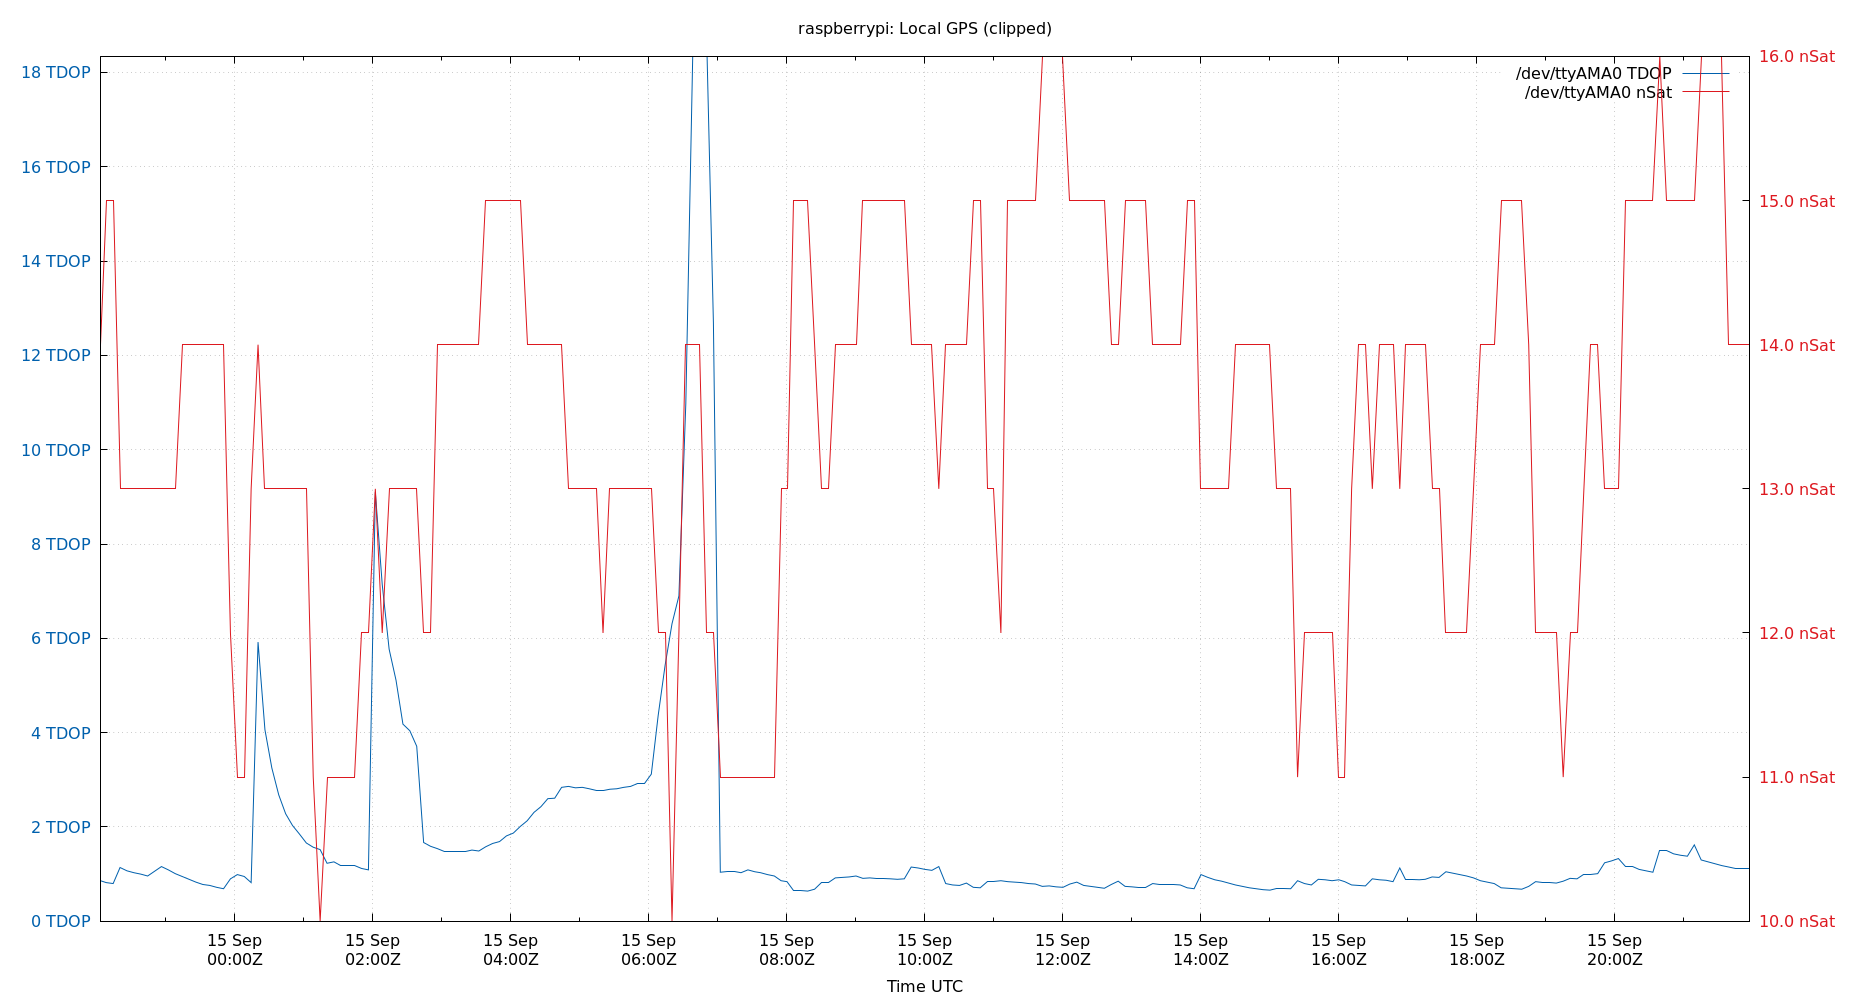 raspberrypi: Local GPS (clipped)
/dev/ttyAMA0 TDOP
/dev/ttyAMA0 nSat
18 TDOP
16 TDOP
14 TDOP
12 TDOP
10 TDOP
8 TDOP
6 TDOP
4 TDOP
2 TDOP
0 TDOP
16.0 nSat
15.0 nSat
14.0 nSat
13.0 nSat
12.0 nSat
11.0 nSat
10.0 nSat
15 Sep
00:00Z
15 Sep
02:00Z
15 Sep
04:00Z
15 Sep
06:00Z
15 Sep
08:00Z
15 Sep
10:00Z
15 Sep
12:00Z
15 Sep
14:00Z
15 Sep
16:00Z
15 Sep
18:00Z
15 Sep
20:00Z
Time UTC